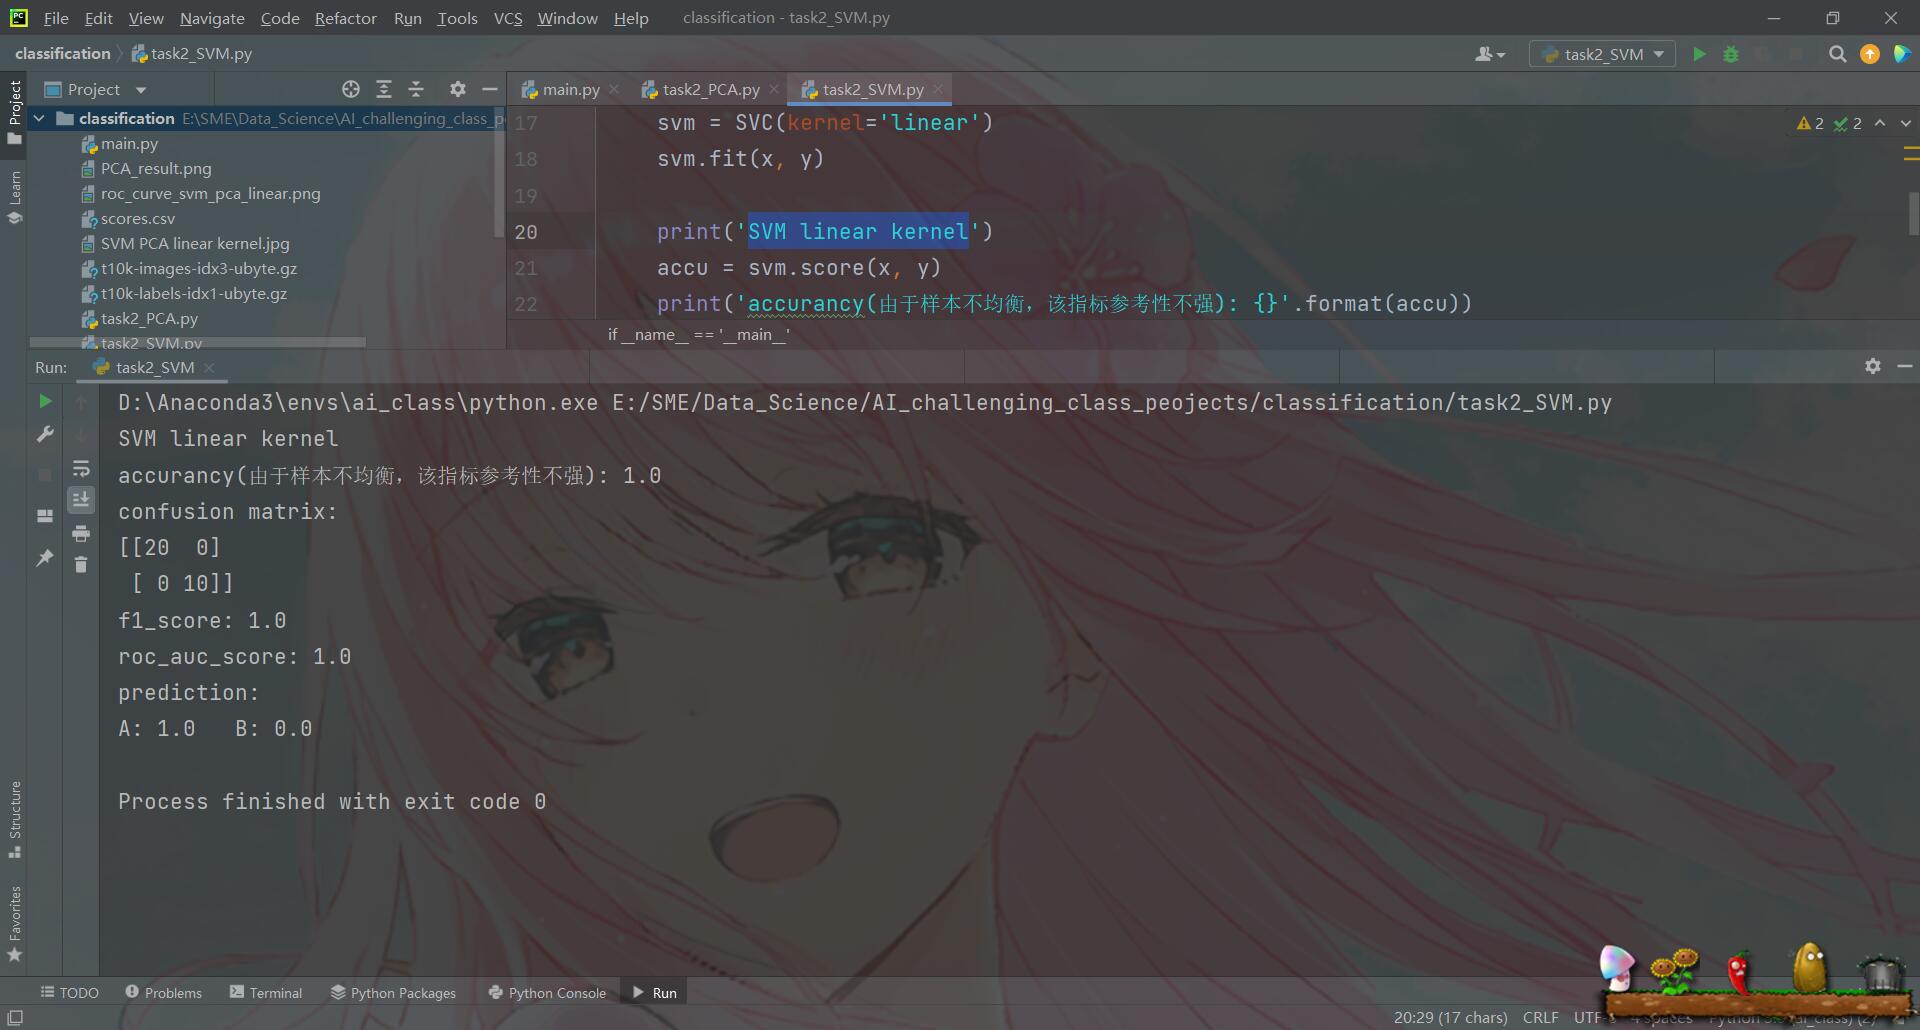 File Edit View Navigate Code Refactor Run Tools VCS Window Help classification - task2_SVM.py
classification task2_SVM.py task2_SVM
Project
Learn
Structure
Favorites
Project
classification E:\SME\Data_Science\AI_challenging_class_p
main.py
PCA_result.png
roc_curve_svm_pca_linear.png
scores.csv
SVM PCA linear kernel.jpg
t10k-images-idx3-ubyte.gz
t10k-labels-idx1-ubyte.gz
task2_PCA.py
task2_SVM.py
main.py task2_PCA.py task2_SVM.py
2 2
17 svm = SVC(kernel='linear')
18 svm.fit(x, y)
19
20 print('SVM linear kernel')
21 accu = svm.score(x, y)
22 print('accurancy(由于样本不均衡，该指标参考性不强): {}'.format(accu))
if __name__ == '__main__'
Run: task2_SVM
D:\Anaconda3\envs\ai_class\python.exe E:/SME/Data_Science/AI_challenging_class_peojects/classification/task2_SVM.py
SVM linear kernel
accurancy(由于样本不均衡，该指标参考性不强): 1.0
confusion matrix:
[[20  0]
 [ 0 10]]
f1_score: 1.0
roc_auc_score: 1.0
prediction:
A: 1.0   B: 0.0
Process finished with exit code 0
TODO Problems Terminal Python Packages Python Console Run
20:29 (17 chars) CRLF UTF- 4 spaces